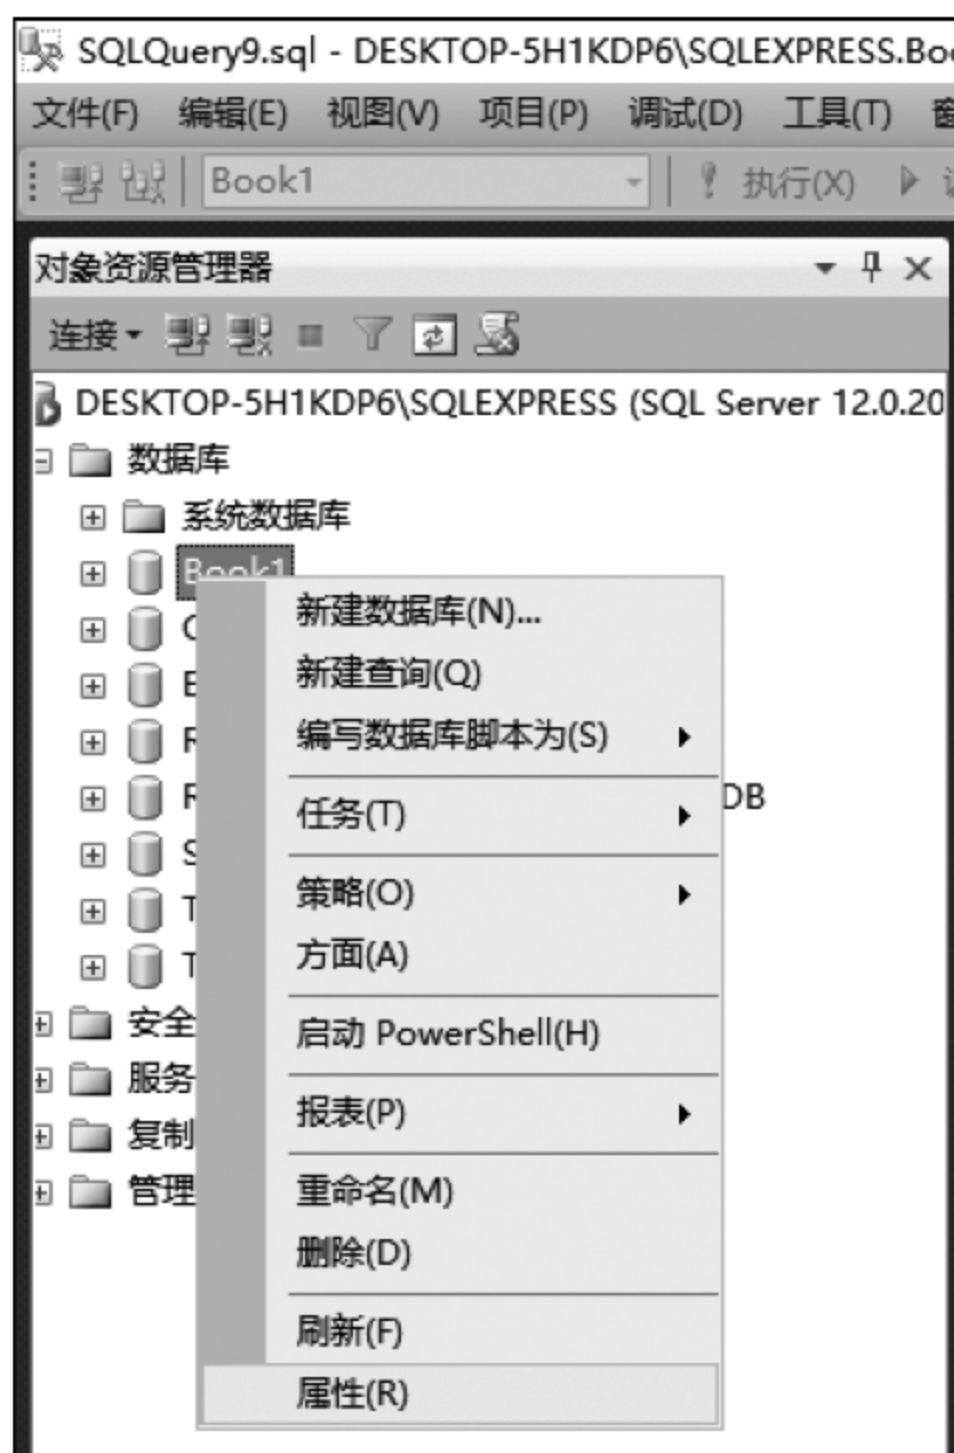 SQLQuery9.sql - DESKTOP-5H1KDP6\SQLEXPRESS.Boo
文件(F) 编辑(E) 视图(V) 项目(P) 调试(D) 工具(T)
Book1 执行(X)
对象资源管理器
连接
DESKTOP-5H1KDP6\SQLEXPRESS (SQL Server 12.0.20
数据库
系统数据库
Book1
新建数据库(N)...
新建查询(Q)
编写数据库脚本为(S)
DB
任务(T)
策略(O)
方面(A)
安全
启动 PowerShell(H)
服务
报表(P)
复制
管理
重命名(M)
删除(D)
刷新(F)
属性(R)